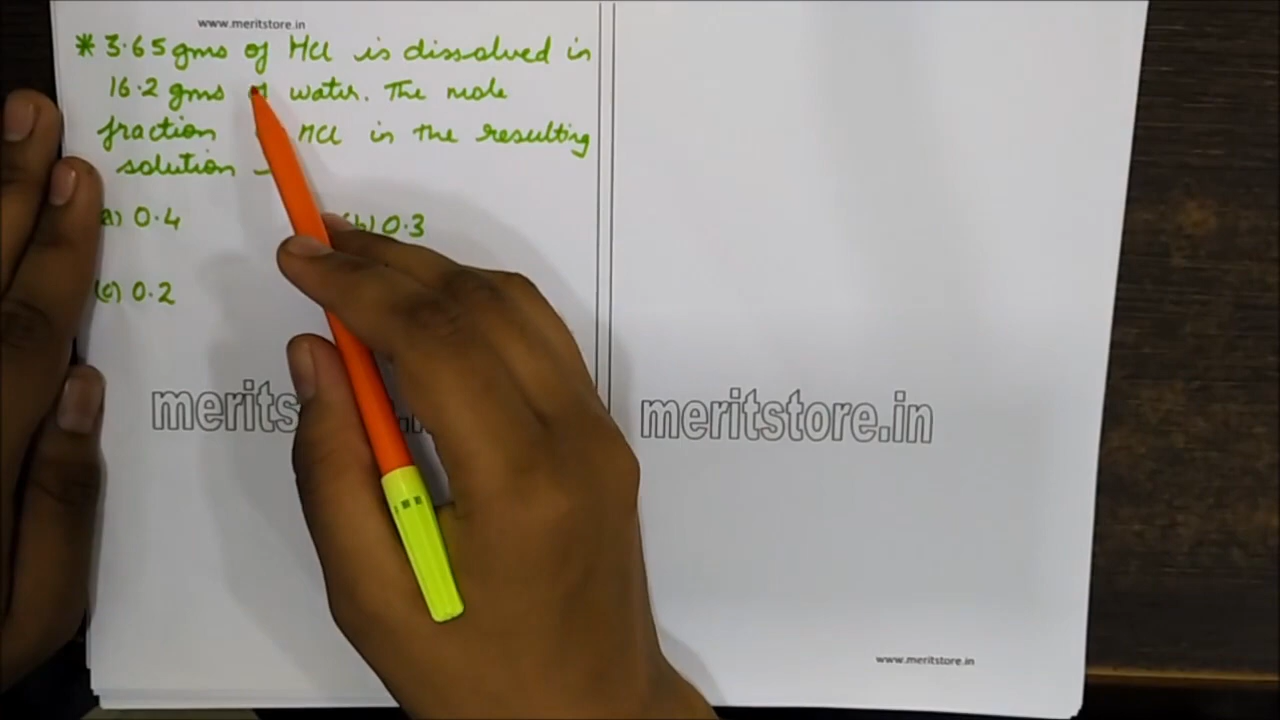 www.meritstore.in
* 3.65 gms of HCl is dissolved in
16.2 gms water. The mole
fraction HCl in the resulting
solution
(a) 0.4
(b) 0.3
(c) 0.2
meritstore.in
www.meritstore.in